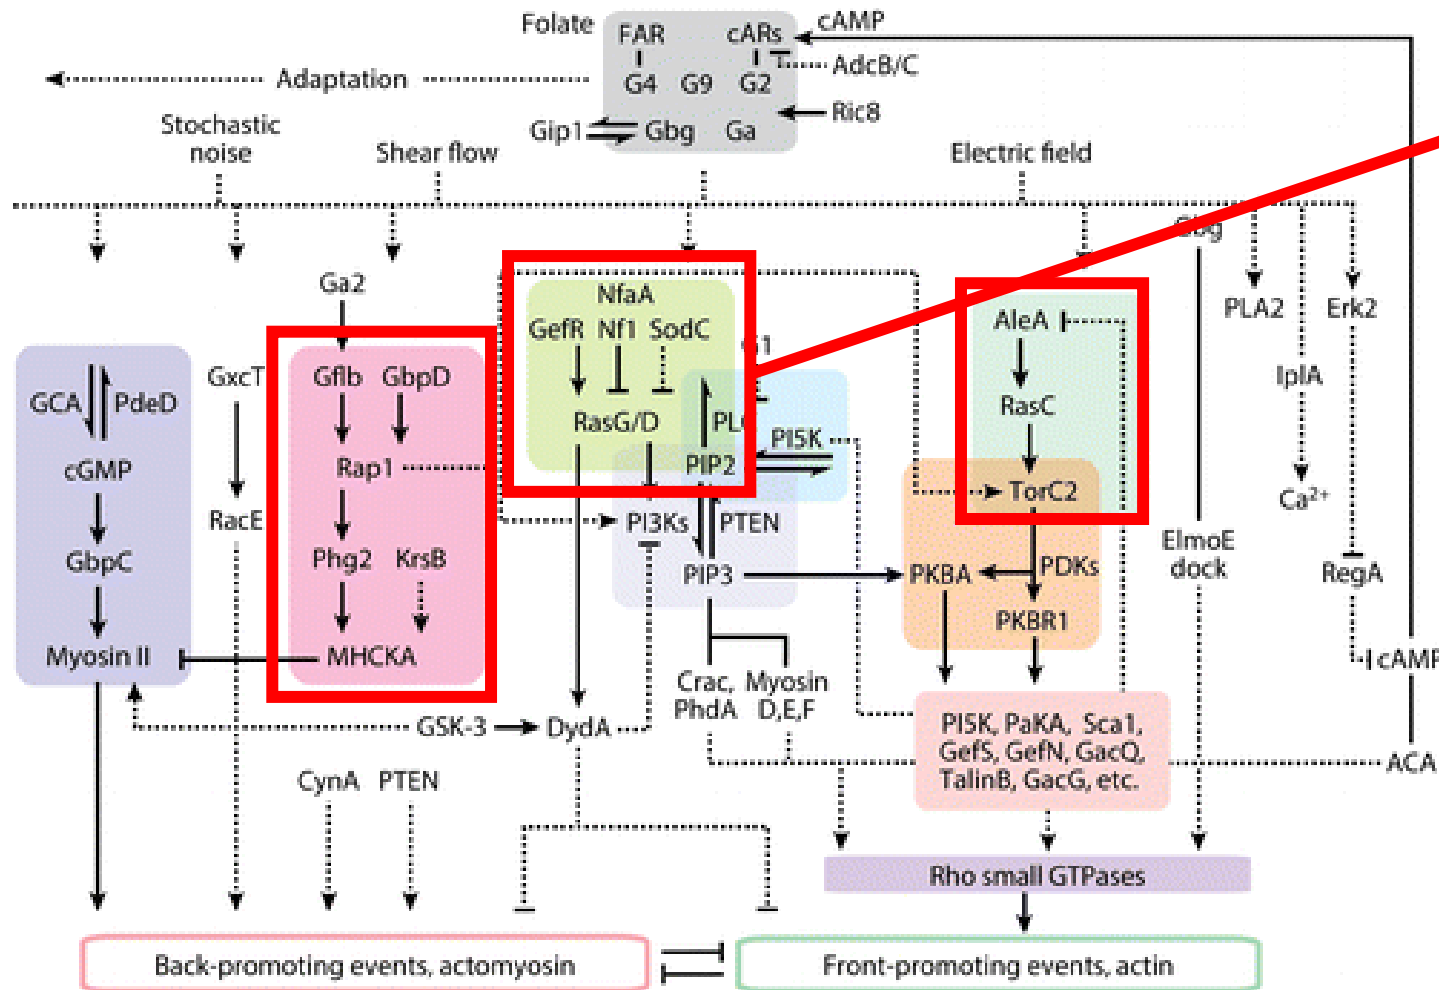 Folate
FAR
cARs
cAMP
AdcB/C
G4
G9
G2
Adaptation
Ric8
Gip1
Gbg
Ga
Stochastic
noise
Shear flow
Electric field
Gbg
Ga2
NfaA
GefR
Nf1
SodC
AleA
PLA2
Erk2
GCA
PdeD
GxcT
Gflb
GbpD
RasG/D
PI5K
RasC
IplA
cGMP
Rap1
PIP2
TorC2
Ca2+
RacE
PI3Ks
PTEN
ElmoE
dock
GbpC
Phg2
KrsB
PIP3
PKBA
PDKs
RegA
PKBR1
Myosin II
MHCKA
cAMP
Crac,
PhdA
Myosin
D,E,F
GSK-3
DydA
PI5K, PaKA, Sca1,
GefS, GefN, GacQ,
TalinB, GacG, etc.
ACA
CynA
PTEN
Rho small GTPases
Back-promoting events, actomyosin
Front-promoting events, actin